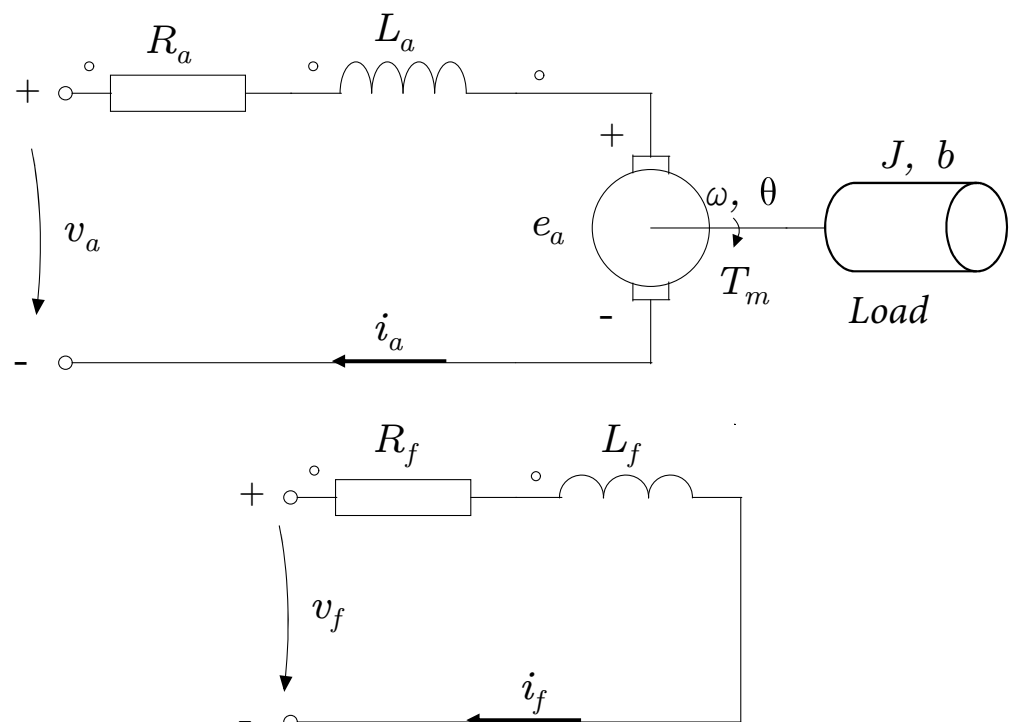 R_a
L_a
+
+
J, b
ω, θ
v_a
e_a
T_m
Load
-
i_a
-
R_f
L_f
+
v_f
i_f
-